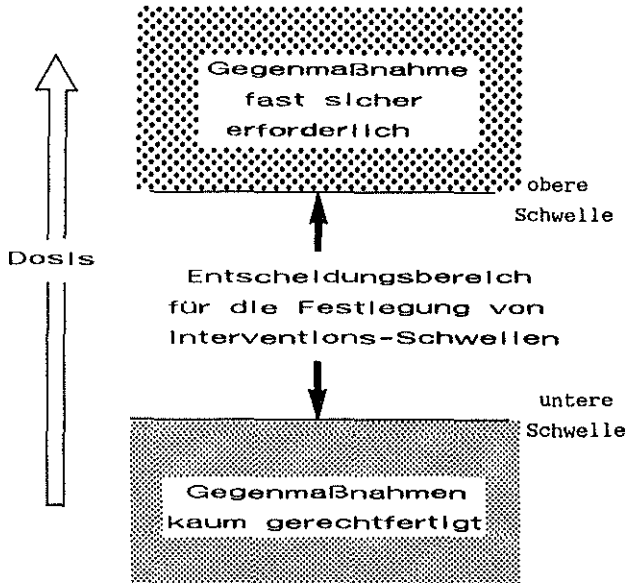 Gegenmaßnahme
fast sicher
erforderlich
obere
Schwelle
Dosis
Entscheidungsbereich
für die Festlegung von
Interventions-Schwellen
untere
Schwelle
Gegenmaßnahmen
kaum gerechtfertigt